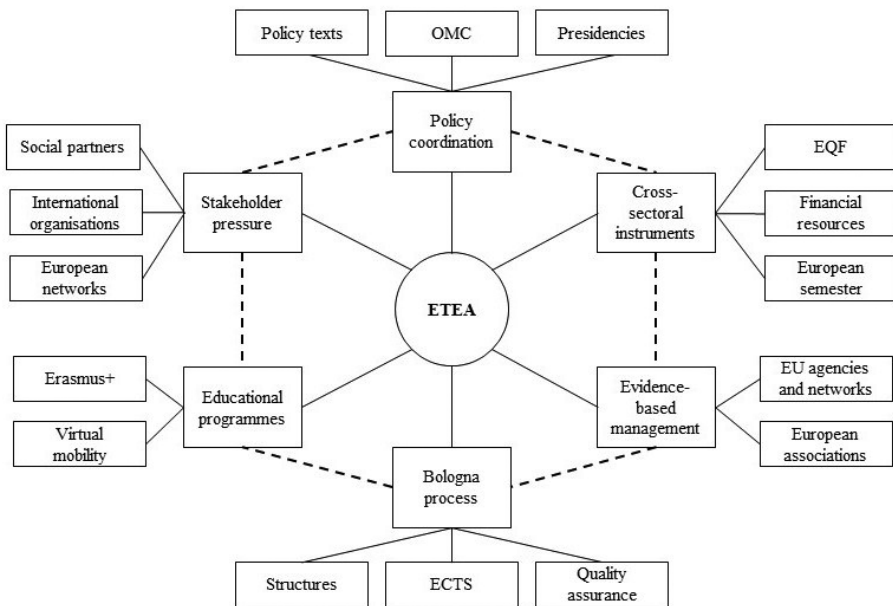 Policy texts
OMC
Presidencies
Policy
coordination
Social partners
International
organisations
European
networks
Stakeholder
pressure
Cross-
sectoral
instruments
EQF
Financial
resources
European
semester
ETEA
Erasmus+
Virtual
mobility
Educational
programmes
Evidence-
based
management
EU agencies
and networks
European
associations
Bologna
process
Structures
ECTS
Quality
assurance